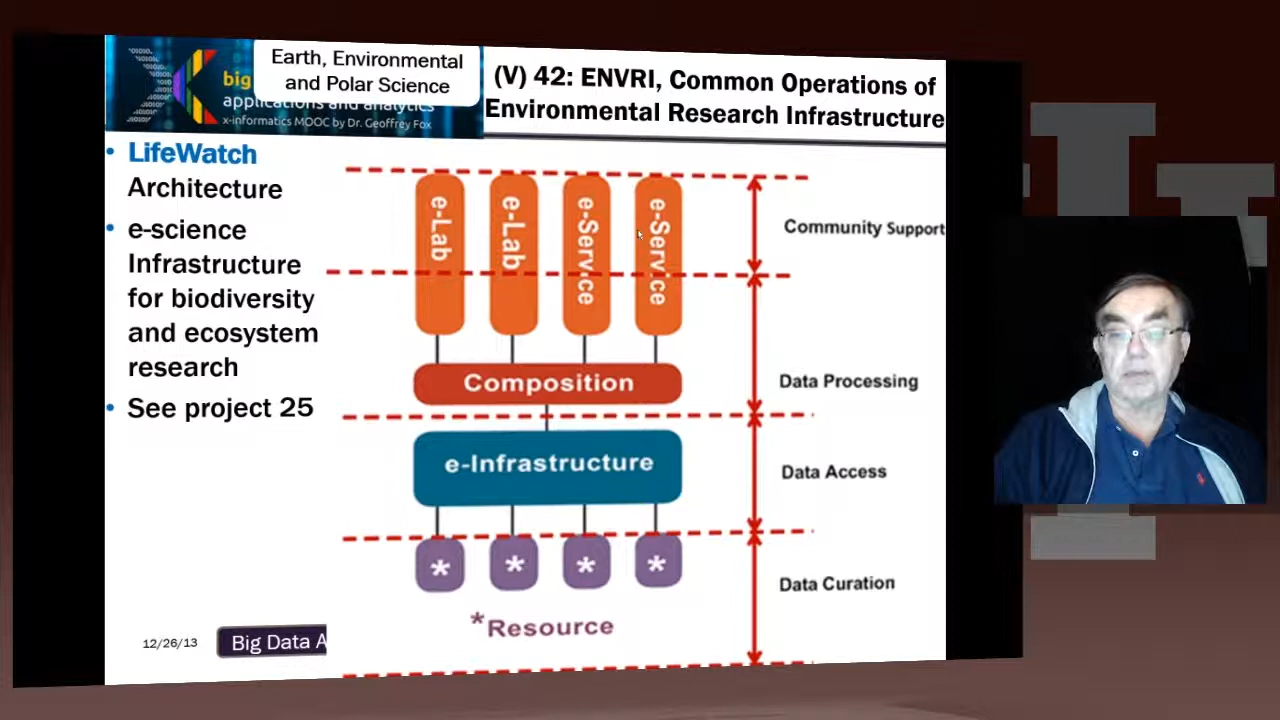 Earth, Environmental
and Polar Science
big
applications and analytics
x-informatics MOOC by Dr. Geoffrey Fox
(V) 42: ENVRI, Common Operations of
Environmental Research Infrastructure
• LifeWatch
Architecture
• e-science
Infrastructure
for biodiversity
and ecosystem
research
• See project 25
e-Lab
e-Lab
e-Service
e-Service
Community Support
Composition
Data Processing
e-Infrastructure
Data Access
* * * *
Data Curation
*Resource
12/26/13
Big Data A